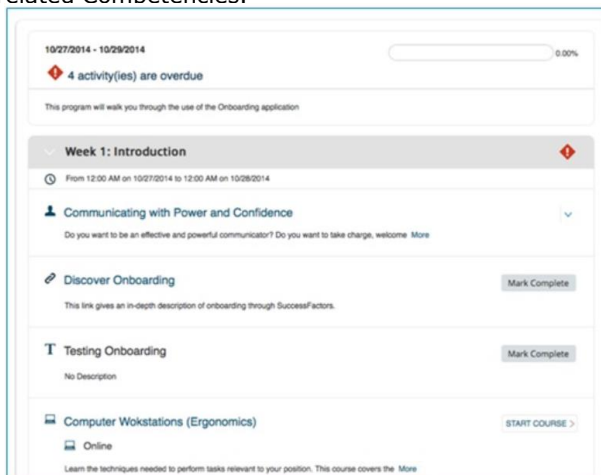 elated Competencies.
10/27/2014 - 10/29/2014
0.00%
4 activity(ies) are overdue
This program will walk you through the use of the Onboarding application
Week 1: Introduction
From 12:00 AM on 10/27/2014 to 12:00 AM on 10/28/2014
Communicating with Power and Confidence
Do you want to be an effective and powerful communicator? Do you want to take charge, welcome More
Discover Onboarding
Mark Complete
This link gives an in-depth description of onboarding through SuccessFactors.
T Testing Onboarding
Mark Complete
No Description
Computer Wokstations (Ergonomics)
START COURSE >
Online
Learn the techniques needed to perform tasks relevant to your position. This course covers the More